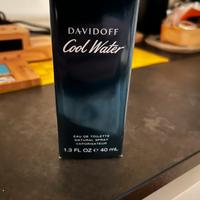 DAVIDOFF
Cool Water
EAU DE TOILETTE
NATURAL SPRAY
VAPORISATEUR
1.3 FL OZ ℮ 40 mL